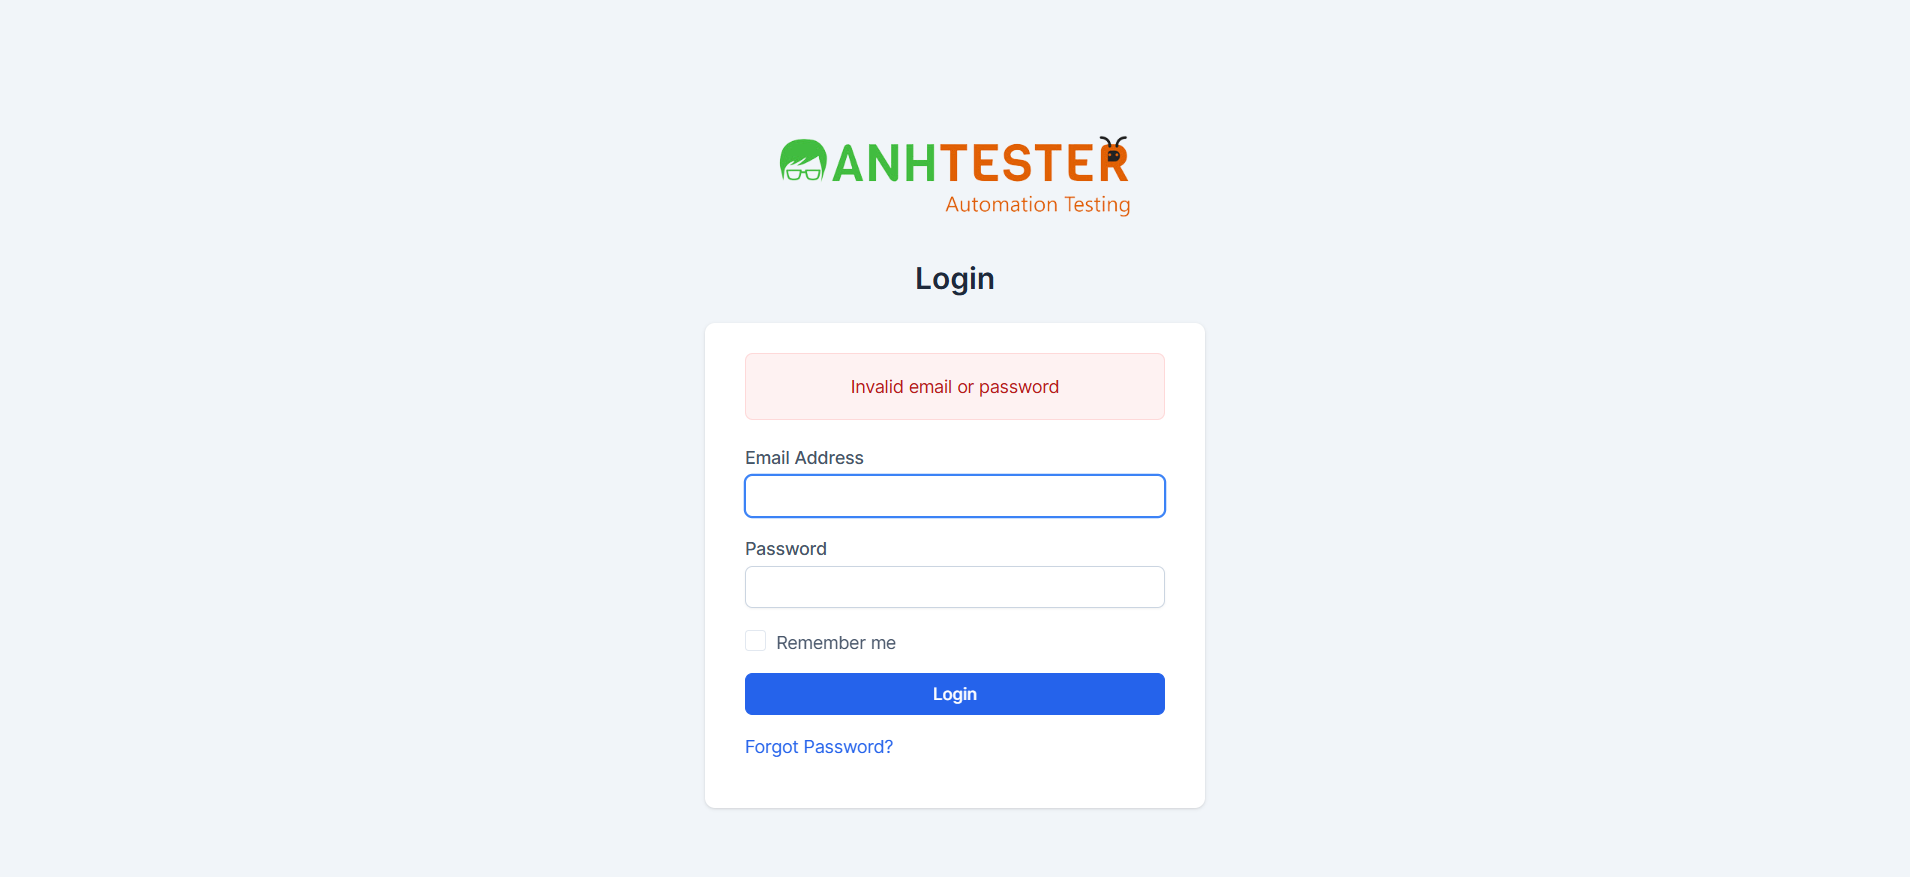 ANHTESTER
Automation Testing
Login
Invalid email or password
Email Address
Password
Remember me
Login
Forgot Password?